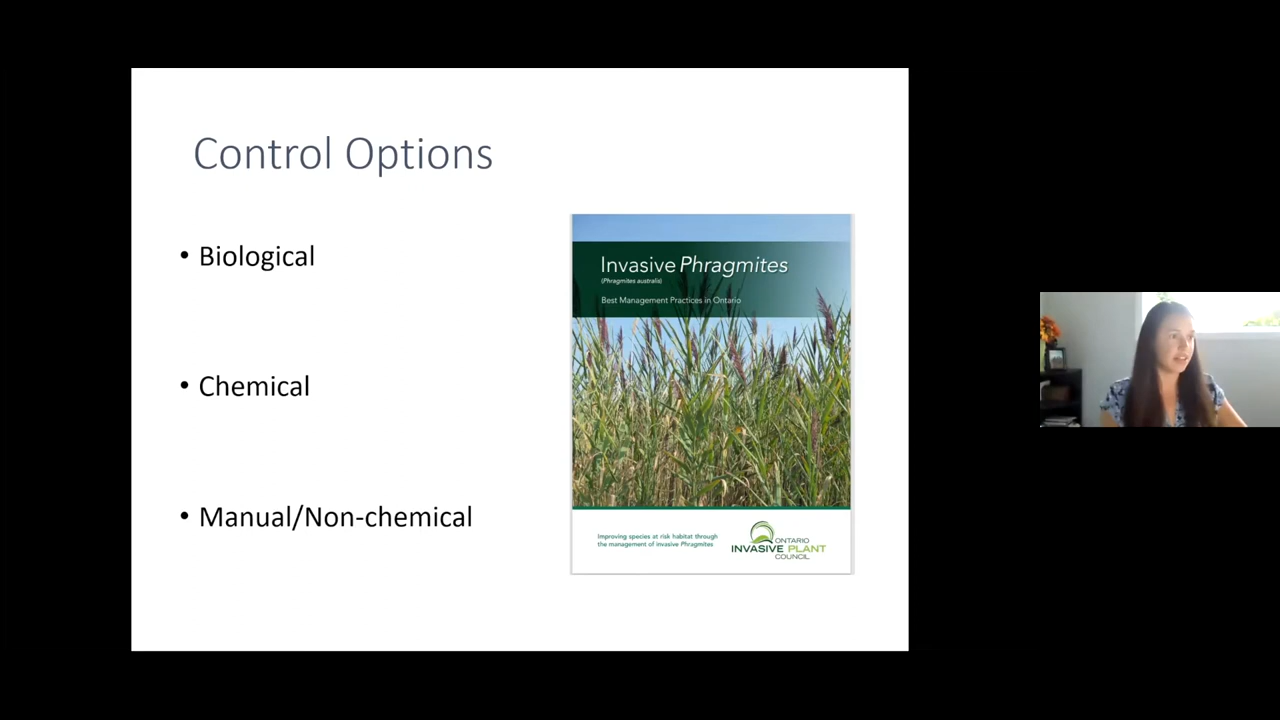 Control Options
• Biological
• Chemical
• Manual/Non-chemical
Invasive Phragmites
(Phragmites australis)
Best Management Practices in Ontario
Improving species at risk habitat through
the management of invasive Phragmites
ONTARIO
INVASIVE PLANT
COUNCIL